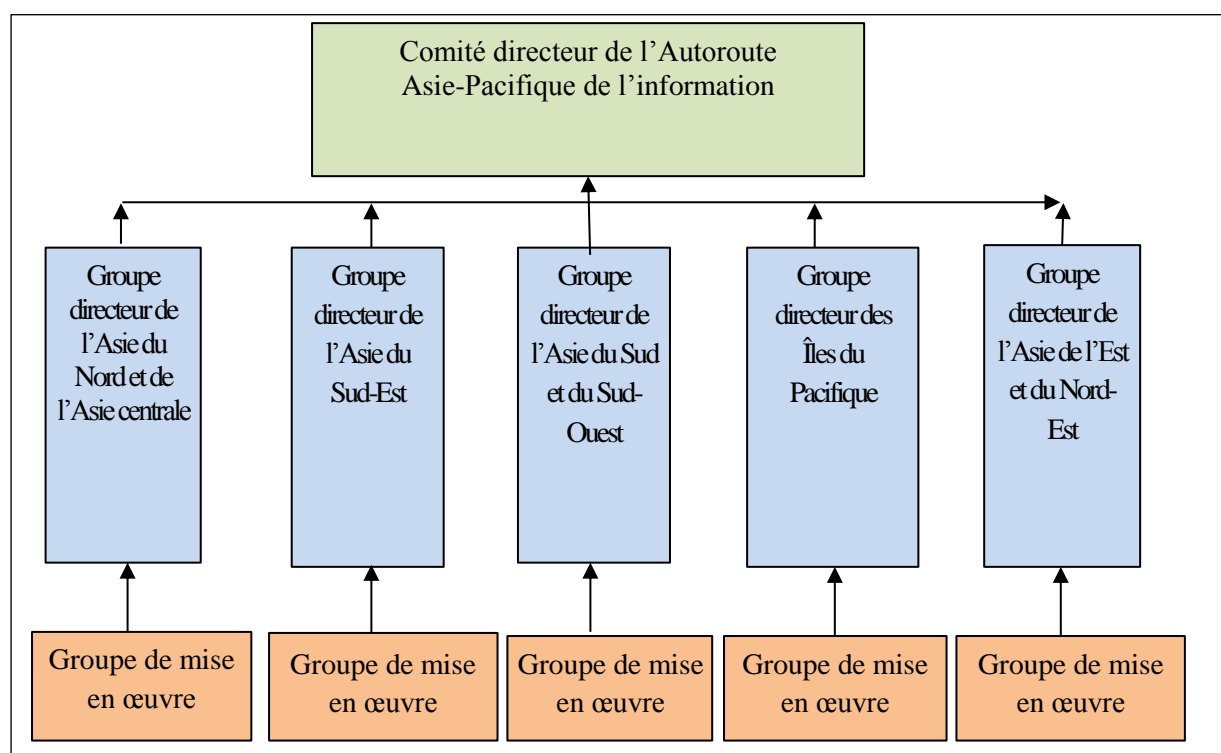 Comité directeur de l’Autoroute
Asie-Pacifique de l’information
Groupe
directeur de
l’Asie du
Nord et de
l’Asie centrale
Groupe
directeur de
l’Asie du
Sud-Est
Groupe
directeur de
l’Asie du Sud
et du Sud-
Ouest
Groupe
directeur des
Îles du
Pacifique
Groupe
directeur de
l’Asie de l’Est
et du Nord-
Est
Groupe de mise
en œuvre
Groupe de mise
en œuvre
Groupe de mise
en œuvre
Groupe de mise
en œuvre
Groupe de mise
en œuvre